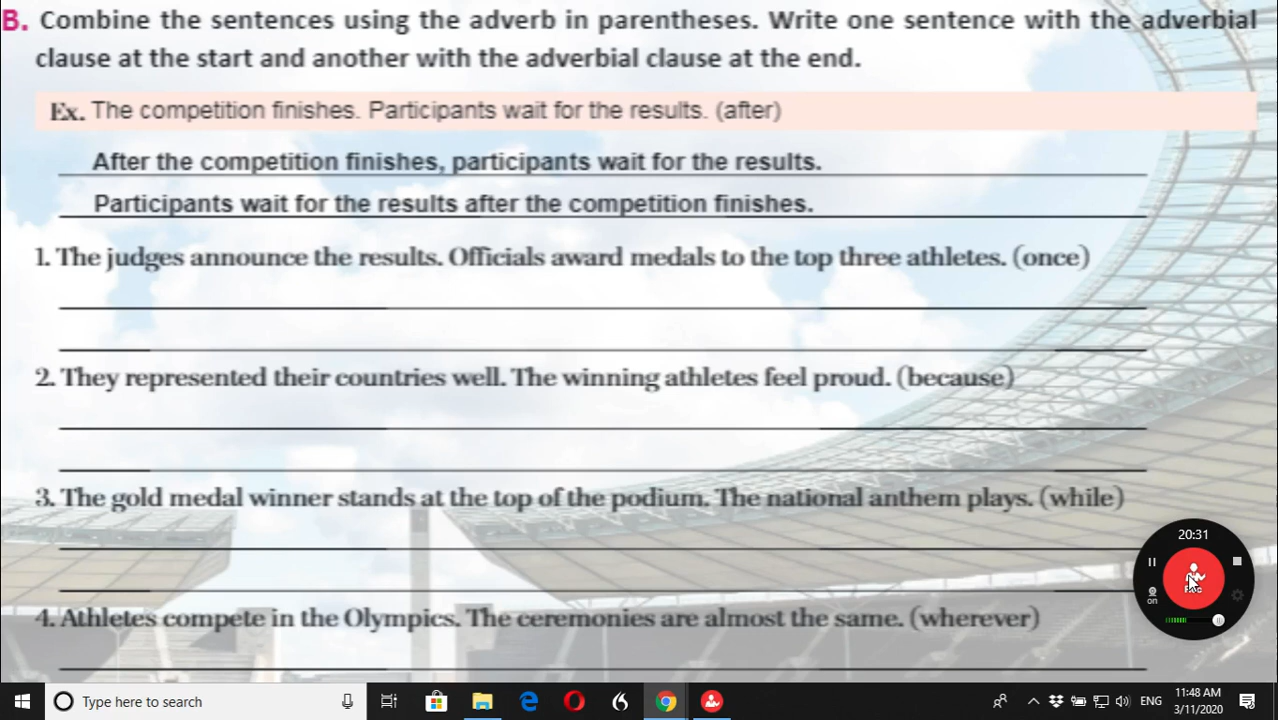 B. Combine the sentences using the adverb in parentheses. Write one sentence with the adverbial
clause at the start and another with the adverbial clause at the end.
Ex. The competition finishes. Participants wait for the results. (after)
After the competition finishes, participants wait for the results.
Participants wait for the results after the competition finishes.
1. The judges announce the results. Officials award medals to the top three athletes. (once)
2. They represented their countries well. The winning athletes feel proud. (because)
3. The gold medal winner stands at the top of the podium. The national anthem plays. (while)
20:31
on
4. Athletes compete in the Olympics. The ceremonies are almost the same. (wherever)
Type here to search
ENG
11:48 AM
3/11/2020